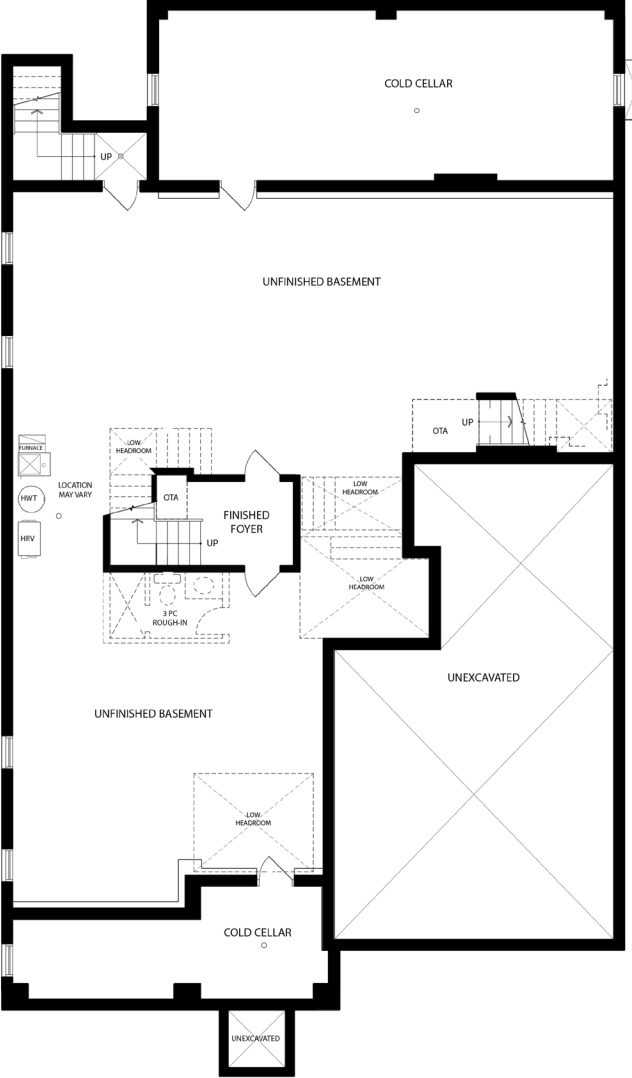 COLD CELLAR
UP
UNFINISHED BASEMENT
UP
OTA
LOW
HEADROOM
FURNACE
LOCATION
MAY VARY
HWT
HRV
OTA
FINISHED
FOYER
UP
LOW
HEADROOM
LOW
HEADROOM
3 PC
ROUGH-IN
UNEXCAVATED
UNFINISHED BASEMENT
LOW
HEADROOM
COLD CELLAR
UNEXCAVATED